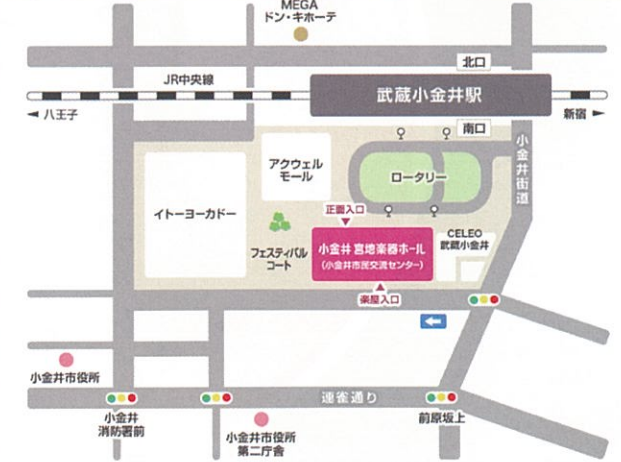 MEGA
ドン・キホーテ
北口
JR中央線
武蔵小金井駅
八王子
新宿
南口
小金井街道
アクウェル
モール
ロータリー
イトーヨーカドー
正面入口
CELEO
武蔵小金井
小金井 宮地楽器ホール
(小金井市民交流センター)
フェスティバル
コート
楽屋入口
小金井市役所
連雀通り
小金井
消防署前
前原坂上
小金井市役所
第二庁舎